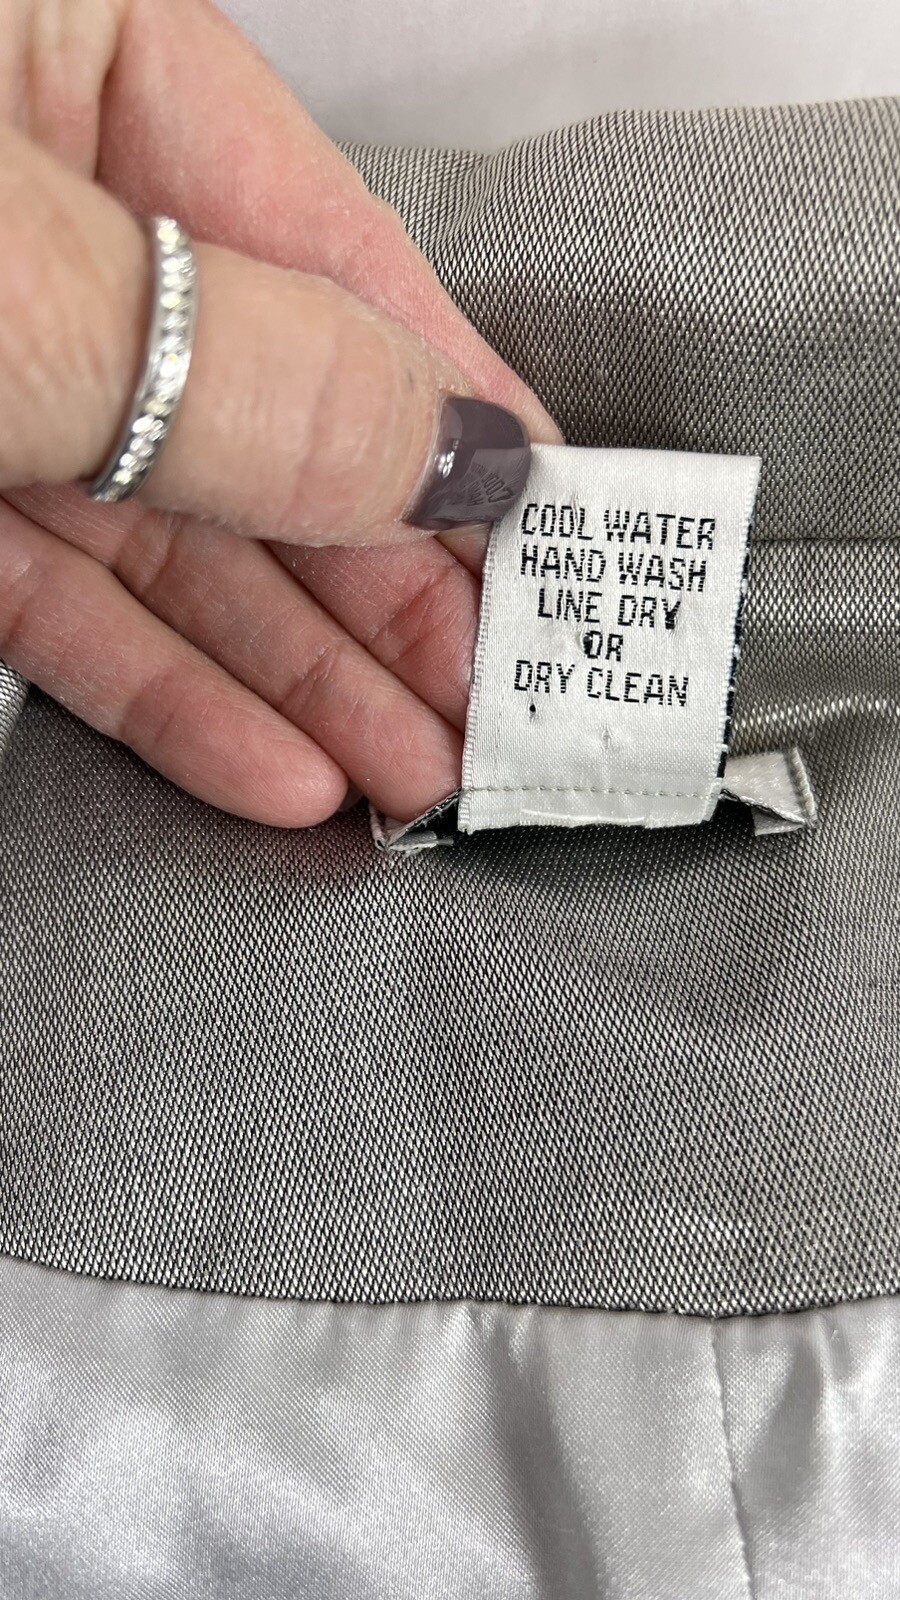 COOL WATER
HAND WASH
LINE DRY
OR
DRY CLEAN